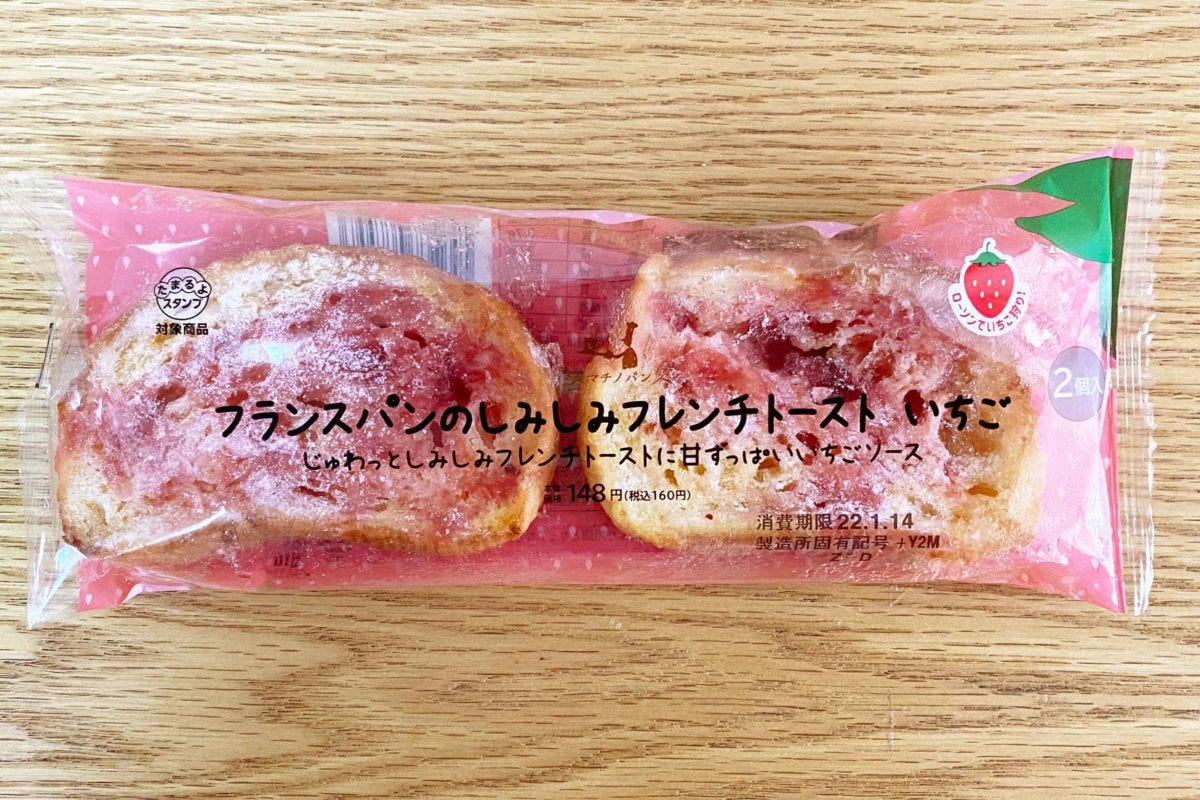 たまるよ
スタンプ
対象商品
ローソンでいちご狩り!
2個入
マチノパン
フランスパンのしみしみフレンチトースト いちご
じゅわっとしみしみフレンチトーストに甘ずっぱいいちごソース
本体価格 148円(税込160円)
消費期限 22.1.14
製造所固有記号 +Y2M
Z D